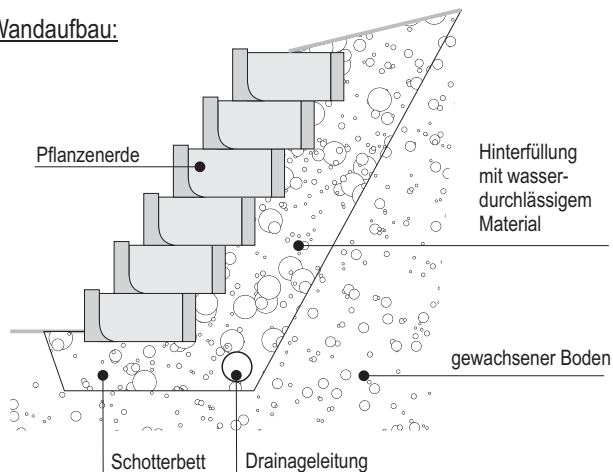 Wandaufbau:
Pflanzenerde
Hinterfüllung
mit wasser-
durchlässigem
Material
gewachsener Boden
Schotterbett
Drainageleitung